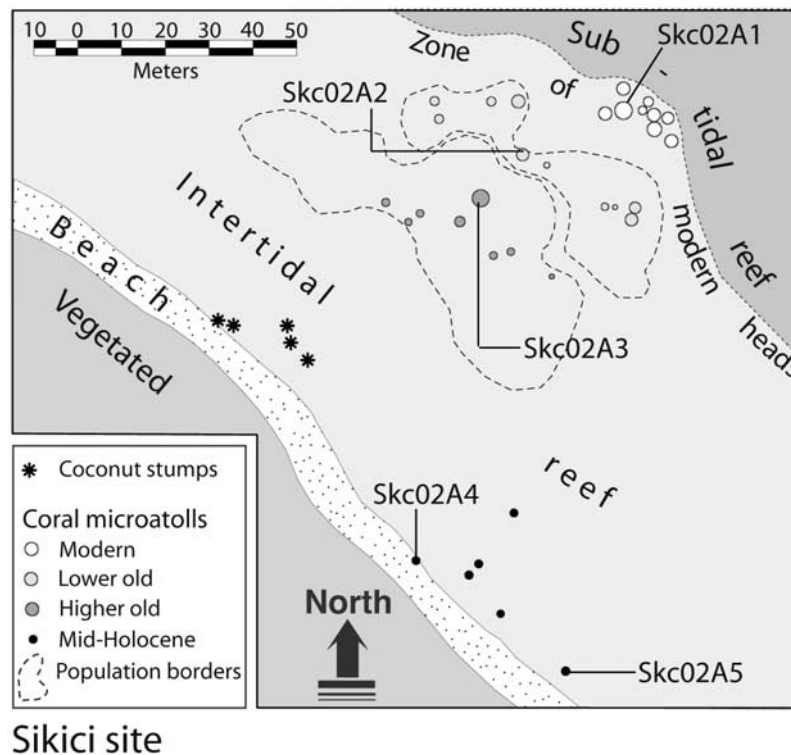 10 0 10 20 30 40 50
Meters
Zone of modern reef heads
Sub-tidal
Skc02A1
Skc02A2
Intertidal reef
Beach
Vegetated
Skc02A3
Skc02A4
North
Skc02A5
Coconut stumps
Coral microatolls
Modern
Lower old
Higher old
Mid-Holocene
Population borders
Sikici site